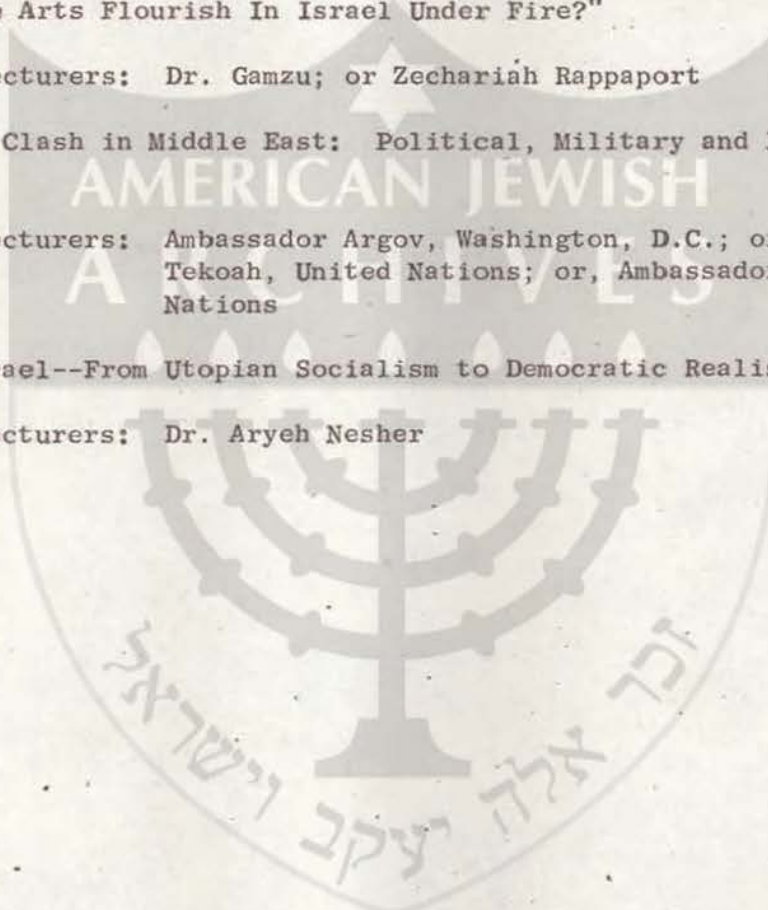 Arts Flourish In Israel Under Fire?"
cturers: Dr. Gamzu; or Zechariah Rappaport
Clash in Middle East: Political, Military and
AMERICAN JEWISH
cturers: Ambassador Argov, Washington, D.C.; o
ARCHIVES
Tekoah, United Nations; or, Ambassado
Nations
ael--From Utopian Socialism to Democratic Realis
cturers: Dr. Aryeh Nesher
זכר אלה יעקב וישראל